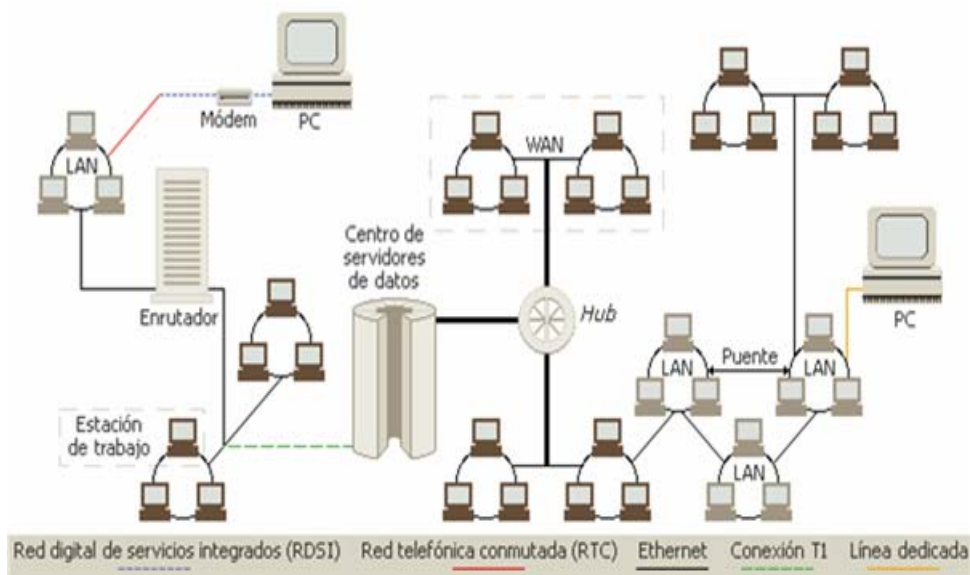 Módem
PC
LAN
WAN
Centro de
servidores
de datos
Enrutador
Hub
PC
LAN
Puente
LAN
Estación
de trabajo
LAN
Red digital de servicios integrados (RDSI) Red telefónica conmutada (RTC) Ethernet Conexión T1 Línea dedicada